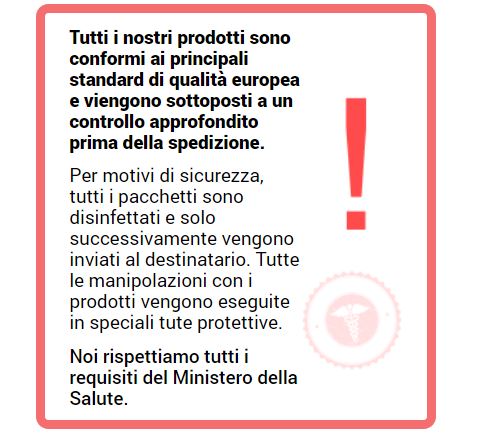 Tutti i nostri prodotti sono
conformi ai principali
standard di qualità europea
e viengono sottoposti a un
controllo approfondito
prima della spedizione.
Per motivi di sicurezza,
tutti i pacchetti sono
disinfettati e solo
successivamente vengono
inviati al destinatario. Tutte
le manipolazioni con i
prodotti vengono eseguite
in speciali tute protettive.
Noi rispettiamo tutti i
requisiti del Ministero della
Salute.
!